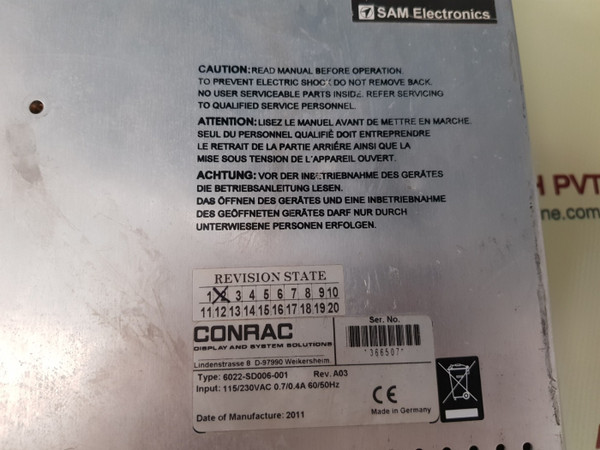 SAM Electronics
CAUTION: READ MANUAL BEFORE OPERATION.
TO PREVENT ELECTRIC SHOCK DO NOT REMOVE BACK.
NO USER SERVICEABLE PARTS INSIDE. REFER SERVICING
TO QUALIFIED SERVICE PERSONNEL.
ATTENTION: LISEZ LE MANUEL AVANT DE METTRE EN MARCHE.
SEUL DU PERSONNEL QUALIFIÉ DOIT ENTREPRENDRE
LE RETRAIT DE LA PARTIE ARRIÉRE AINSI QUE LA
MISE SOUS TENSION DE L'APPAREIL OUVERT.
ACHTUNG: VOR DER INBETRIEBNAHME DES GERÄTES
DIE BETRIEBSANLEITUNG LESEN.
DAS ÖFFNEN DES GERÄTES UND EINE INBETRIEBNAHME
DES GEÖFFNETEN GERÄTES DARF NUR DURCH
UNTERWIESENE PERSONEN ERFOLGEN.
H PVT
ne.com
REVISION STATE
1 2 3 4 5 6 7 8 9 10
11 12 13 14 15 16 17 18 19 20
CONRAC
DISPLAY AND SYSTEM SOLUTIONS
Lindenstrasse 8 D-97990 Weikersheim
Ser. No.
*366507*
Type: 6022-SD006-001 Rev. A03
Input: 115/230VAC 0.7/0.4A 60/50Hz
CE
Date of Manufacture: 2011
Made in Germany